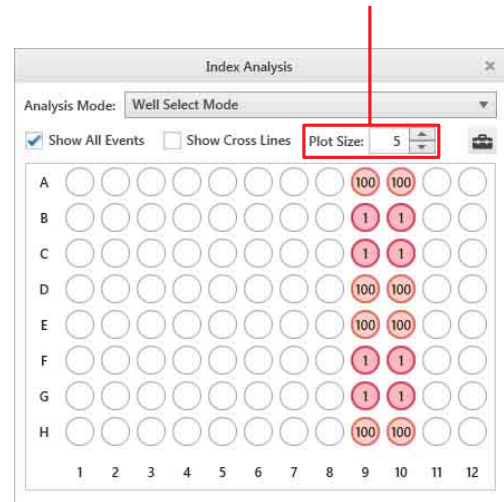 Index Analysis
Analysis Mode: Well Select Mode
Show All Events Show Cross Lines Plot Size: 5
A 100 100
B 1 1
C 1 1
D 100 100
E 100 100
F 1 1
G 1 1
H 100 100
1 2 3 4 5 6 7 8 9 10 11 12